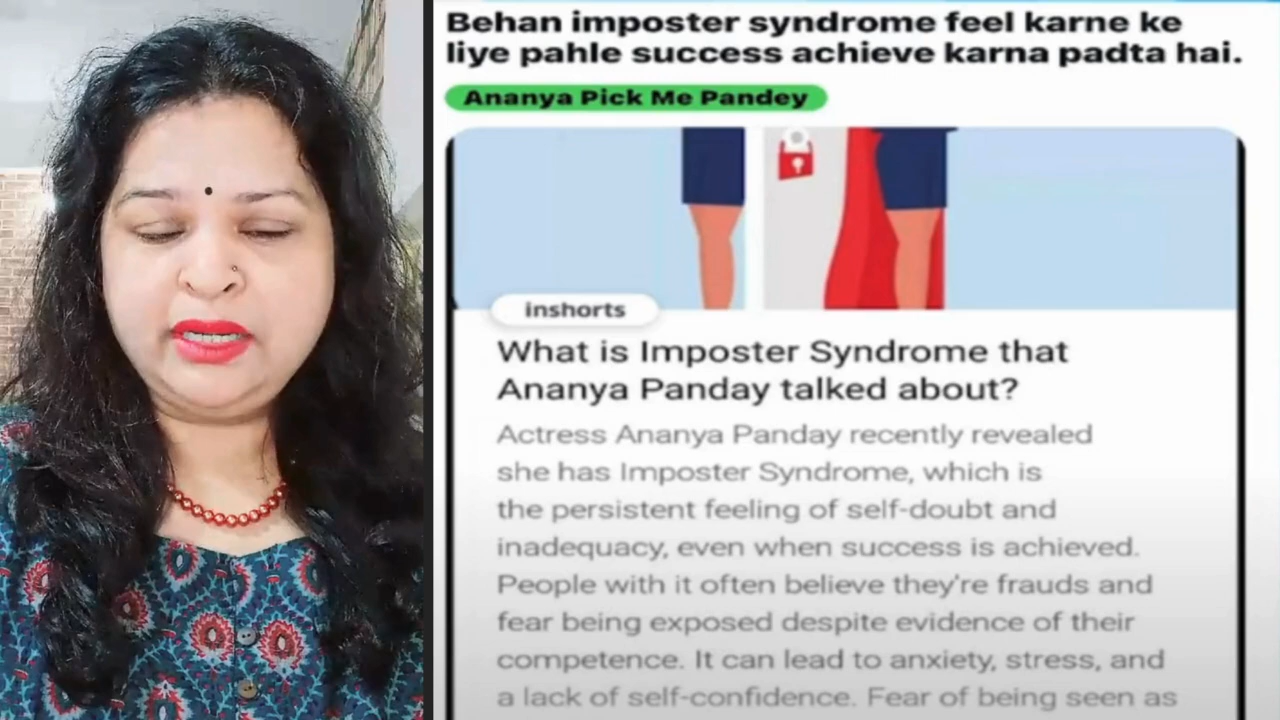 Behan imposter syndrome feel karne ke
liye pahle success achieve karna padta hai.
Ananya Pick Me Pandey
inshorts
What is Imposter Syndrome that
Ananya Panday talked about?
Actress Ananya Panday recently revealed
she has Imposter Syndrome, which is
the persistent feeling of self-doubt and
inadequacy, even when success is achieved.
People with it often believe they're frauds and
fear being exposed despite evidence of their
competence. It can lead to anxiety, stress, and
a lack of self-confidence. Fear of being seen as